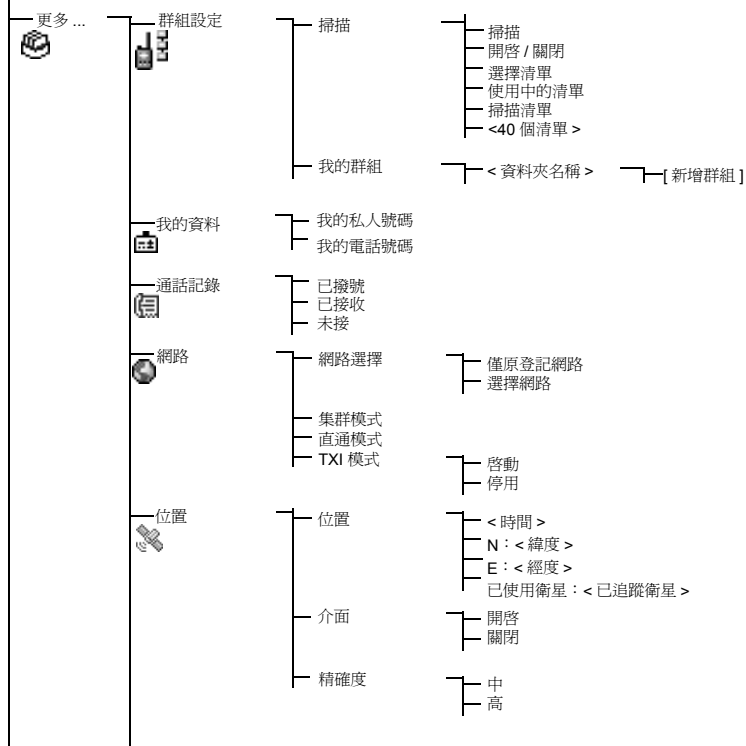 更多 ...
群組設定
掃描
掃描
開啓 / 關閉
選擇清單
使用中的清單
掃描清單
<40 個清單 >
我的群組
< 資料夾名稱 >
[ 新增群組 ]
我的資料
我的私人號碼
我的電話號碼
通話記錄
已撥號
已接收
未接
網路
網路選擇
僅原登記網路
選擇網路
集群模式
直通模式
TXI 模式
啓動
停用
位置
位置
< 時間 >
N：< 緯度 >
E：< 經度 >
已使用衛星：< 已追蹤衛星 >
介面
開啓
關閉
精確度
中
高